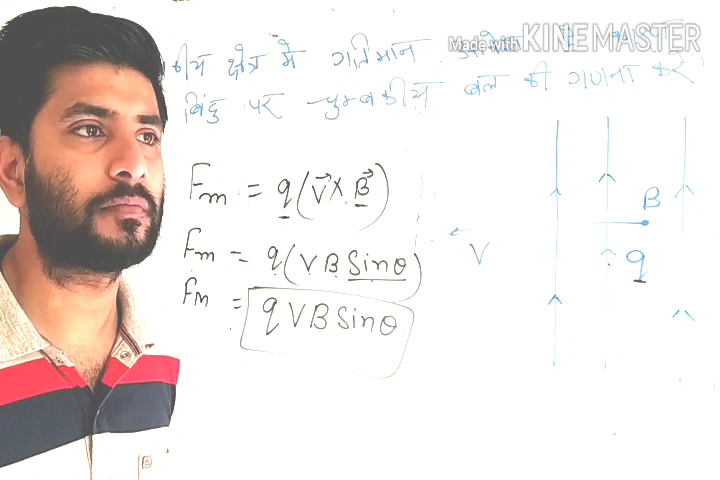 Made with KINEMASTER
क्षेत्र में गतिमान
बिंदु पर चुम्बकीय बल की गणना करे
Fm = q(V⃗ × B⃗)
Fm = q(VB Sinθ)
Fm = qVB Sinθ
B
V
q